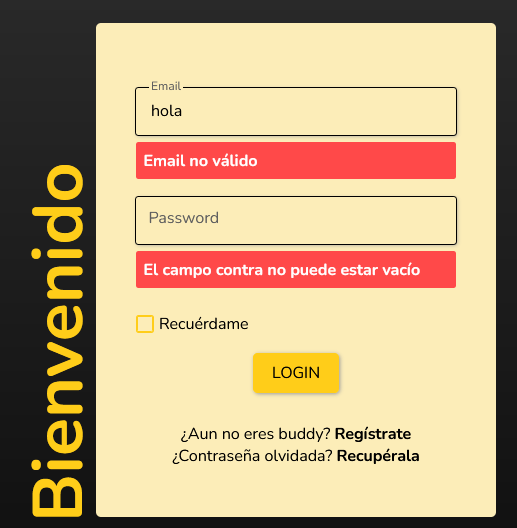 Bienvenido
Email
hola
Email no válido
Password
El campo contra no puede estar vacío
Recuérdame
LOGIN
¿Aun no eres buddy? Regístrate
¿Contraseña olvidada? Recupérala